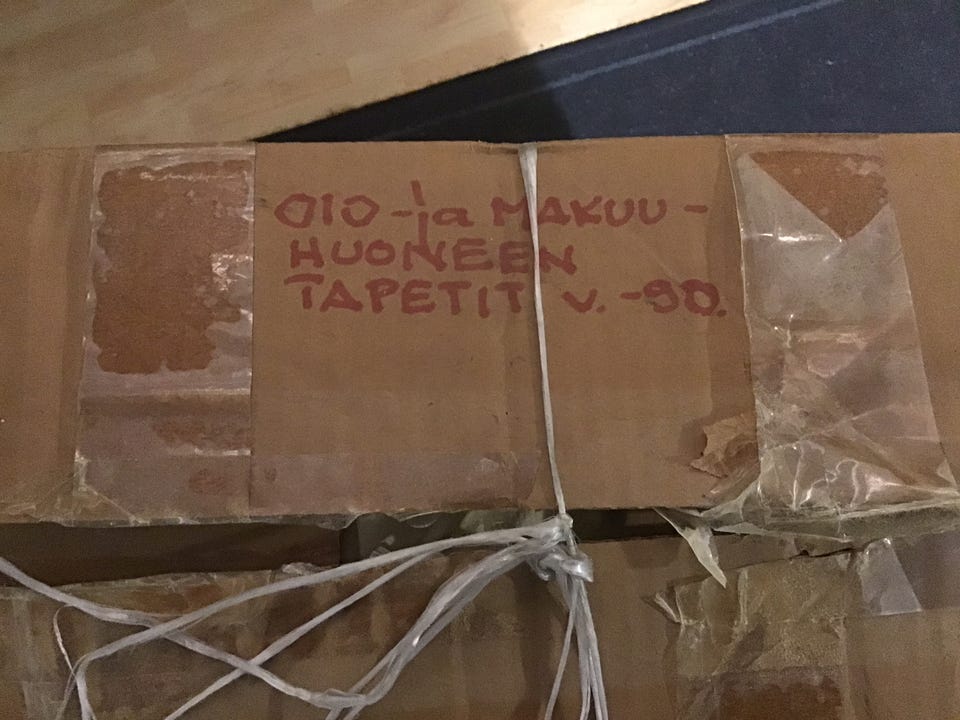 OIO - ja MAKUU -
HUONEEN
TAPETIT v. -90.